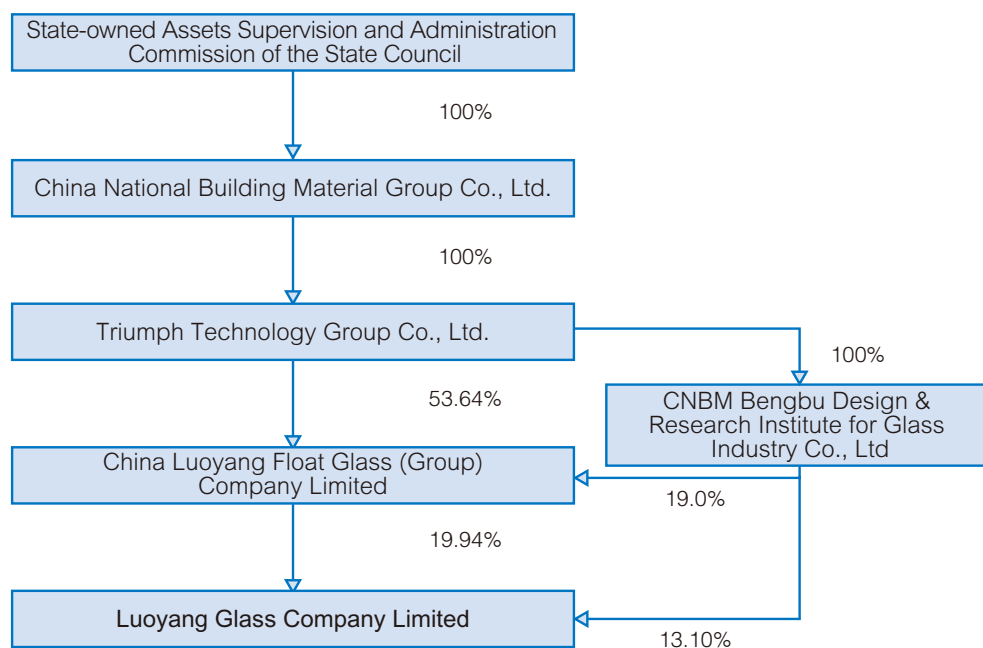 State-owned Assets Supervision and Administration
Commission of the State Council
100%
China National Building Material Group Co., Ltd.
100%
Triumph Technology Group Co., Ltd.
100%
53.64%
CNBM Bengbu Design &
Research Institute for Glass
Industry Co., Ltd
China Luoyang Float Glass (Group)
Company Limited
19.0%
19.94%
Luoyang Glass Company Limited
13.10%